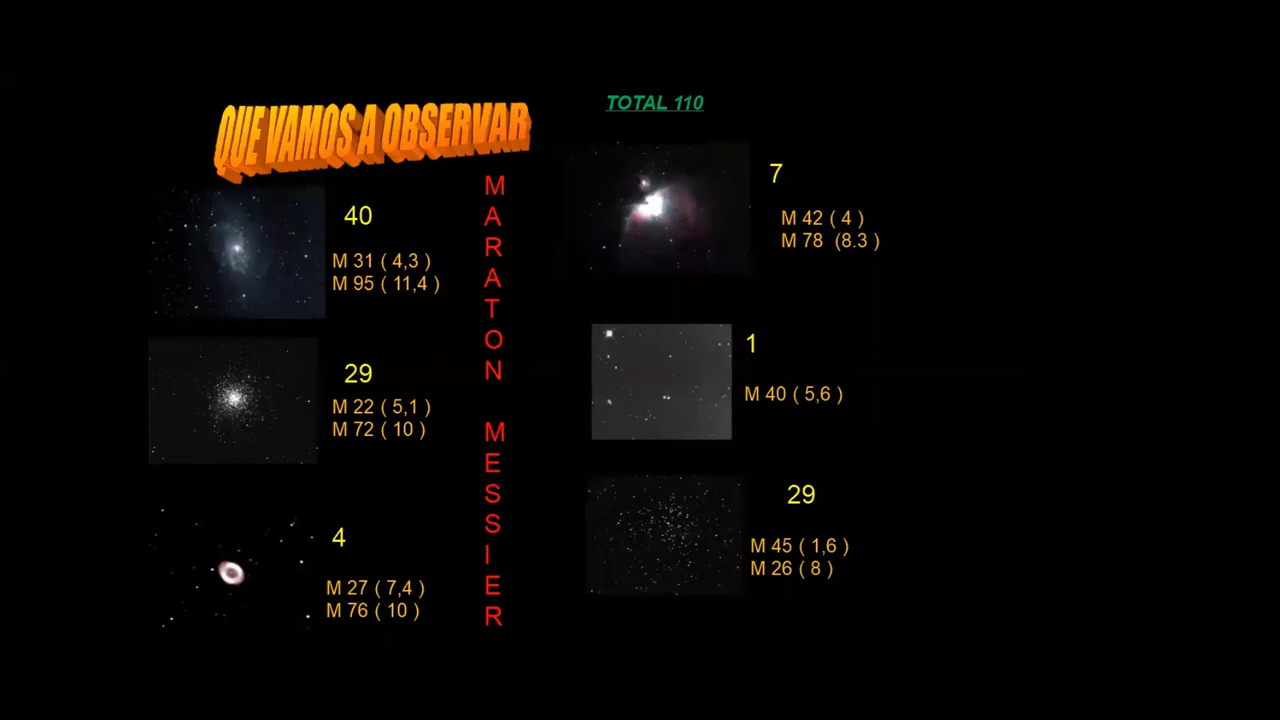 QUE VAMOS A OBSERVAR
TOTAL 110
MARATON MESSIER
40
M 31 ( 4,3 )
M 95 ( 11,4 )
29
M 22 ( 5,1 )
M 72 ( 10 )
4
M 27 ( 7,4 )
M 76 ( 10 )
7
M 42 ( 4 )
M 78 (8.3 )
1
M 40 ( 5,6 )
29
M 45 ( 1,6 )
M 26 ( 8 )